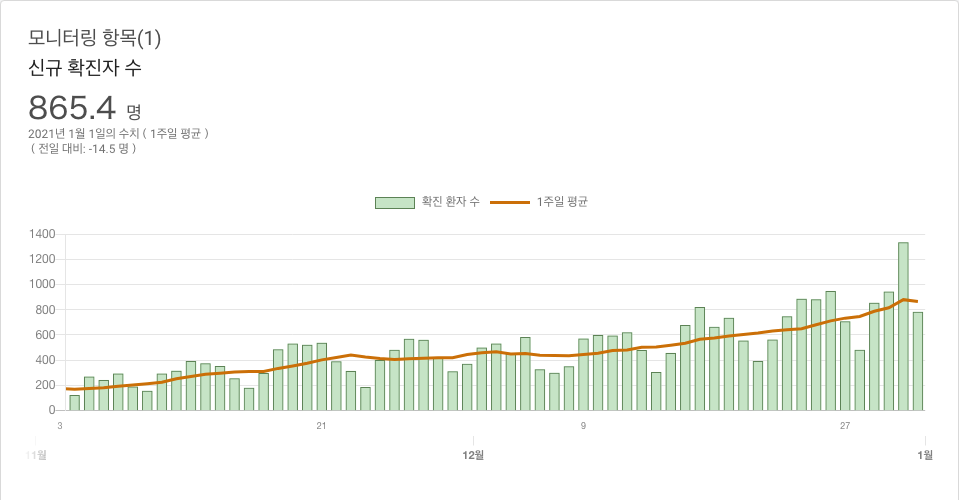 모니터링 항목(1)
신규 확진자 수
865.4 명
2021년 1월 1일의 수치 ( 1주일 평균 )
( 전일 대비: -14.5 명 )
확진 환자 수 1주일 평균
1400
1200
1000
800
600
400
200
0
3 21 9 27
1월 12월 1월